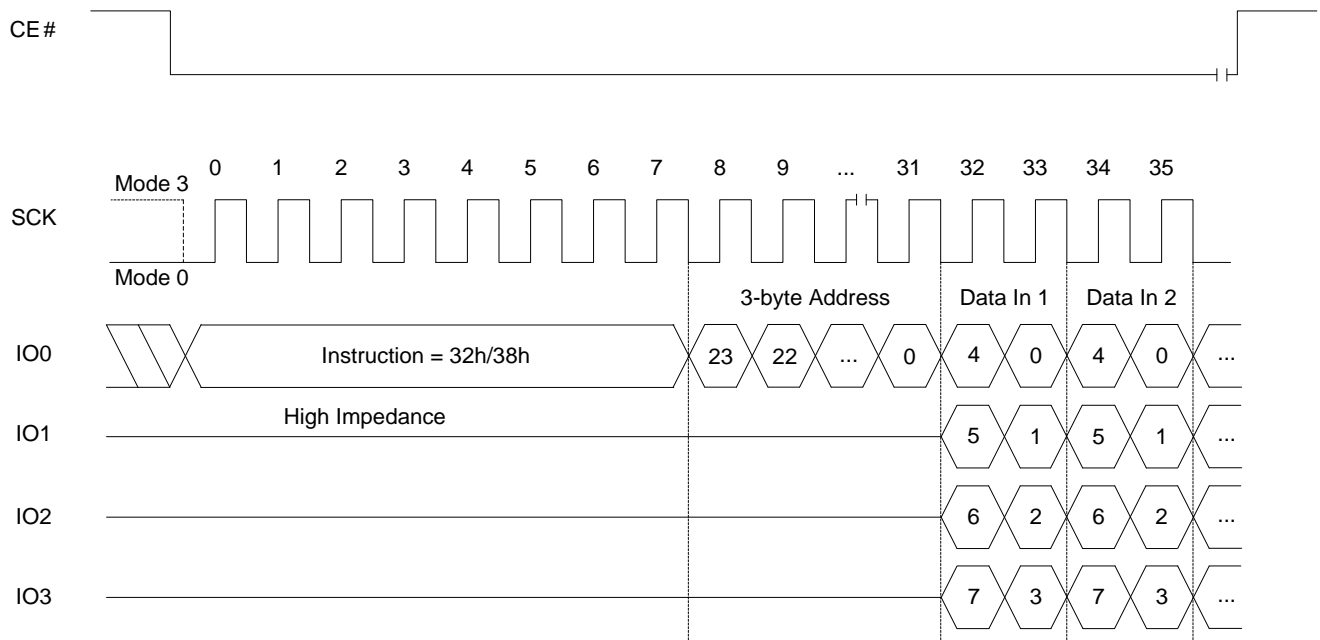 CE#
0 1 2 3 4 5 6 7 8 9 ... 31 32 33 34 35
Mode 3
SCK
Mode 0
3-byte Address Data In 1 Data In 2
IO0 Instruction = 32h/38h 23 22 ... 0 4 0 4 0 ...
High Impedance
IO1 5 1 5 1 ...
IO2 6 2 6 2 ...
IO3 7 3 7 3 ...